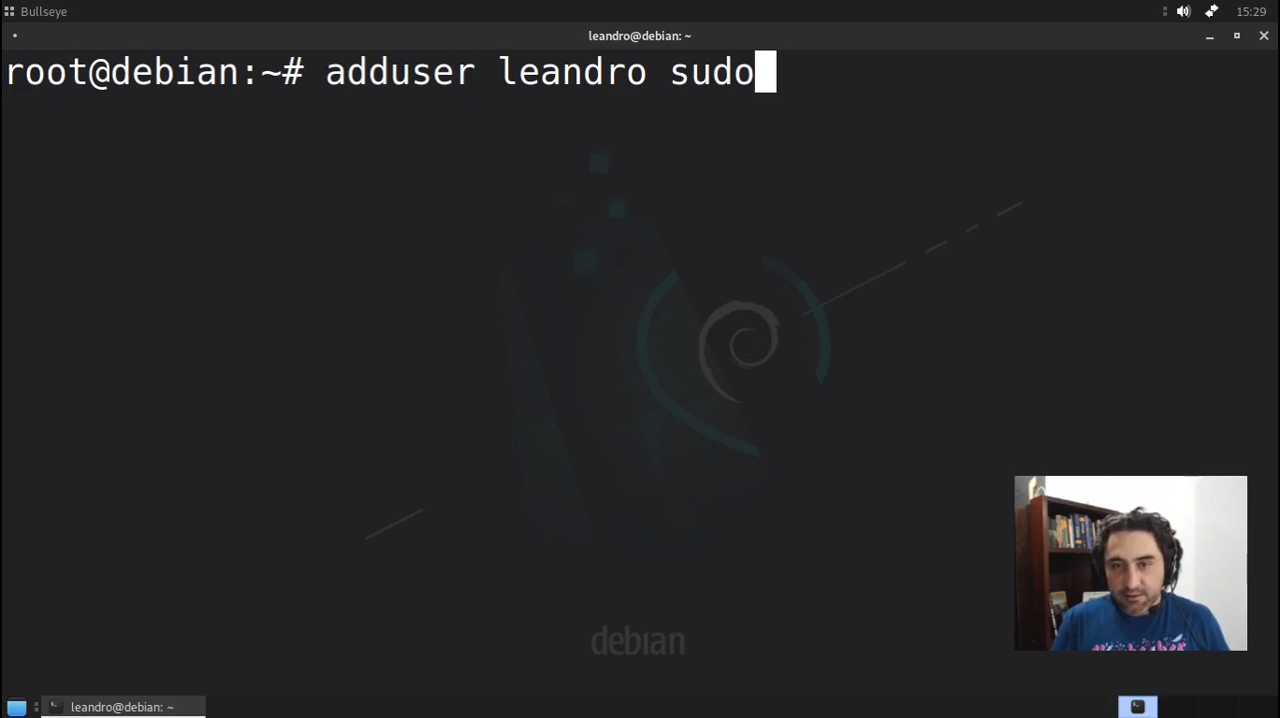 Bullseye
15:29
leandro@debian: ~
root@debian:~# adduser leandro sudo
debian
leandro@debian: ~